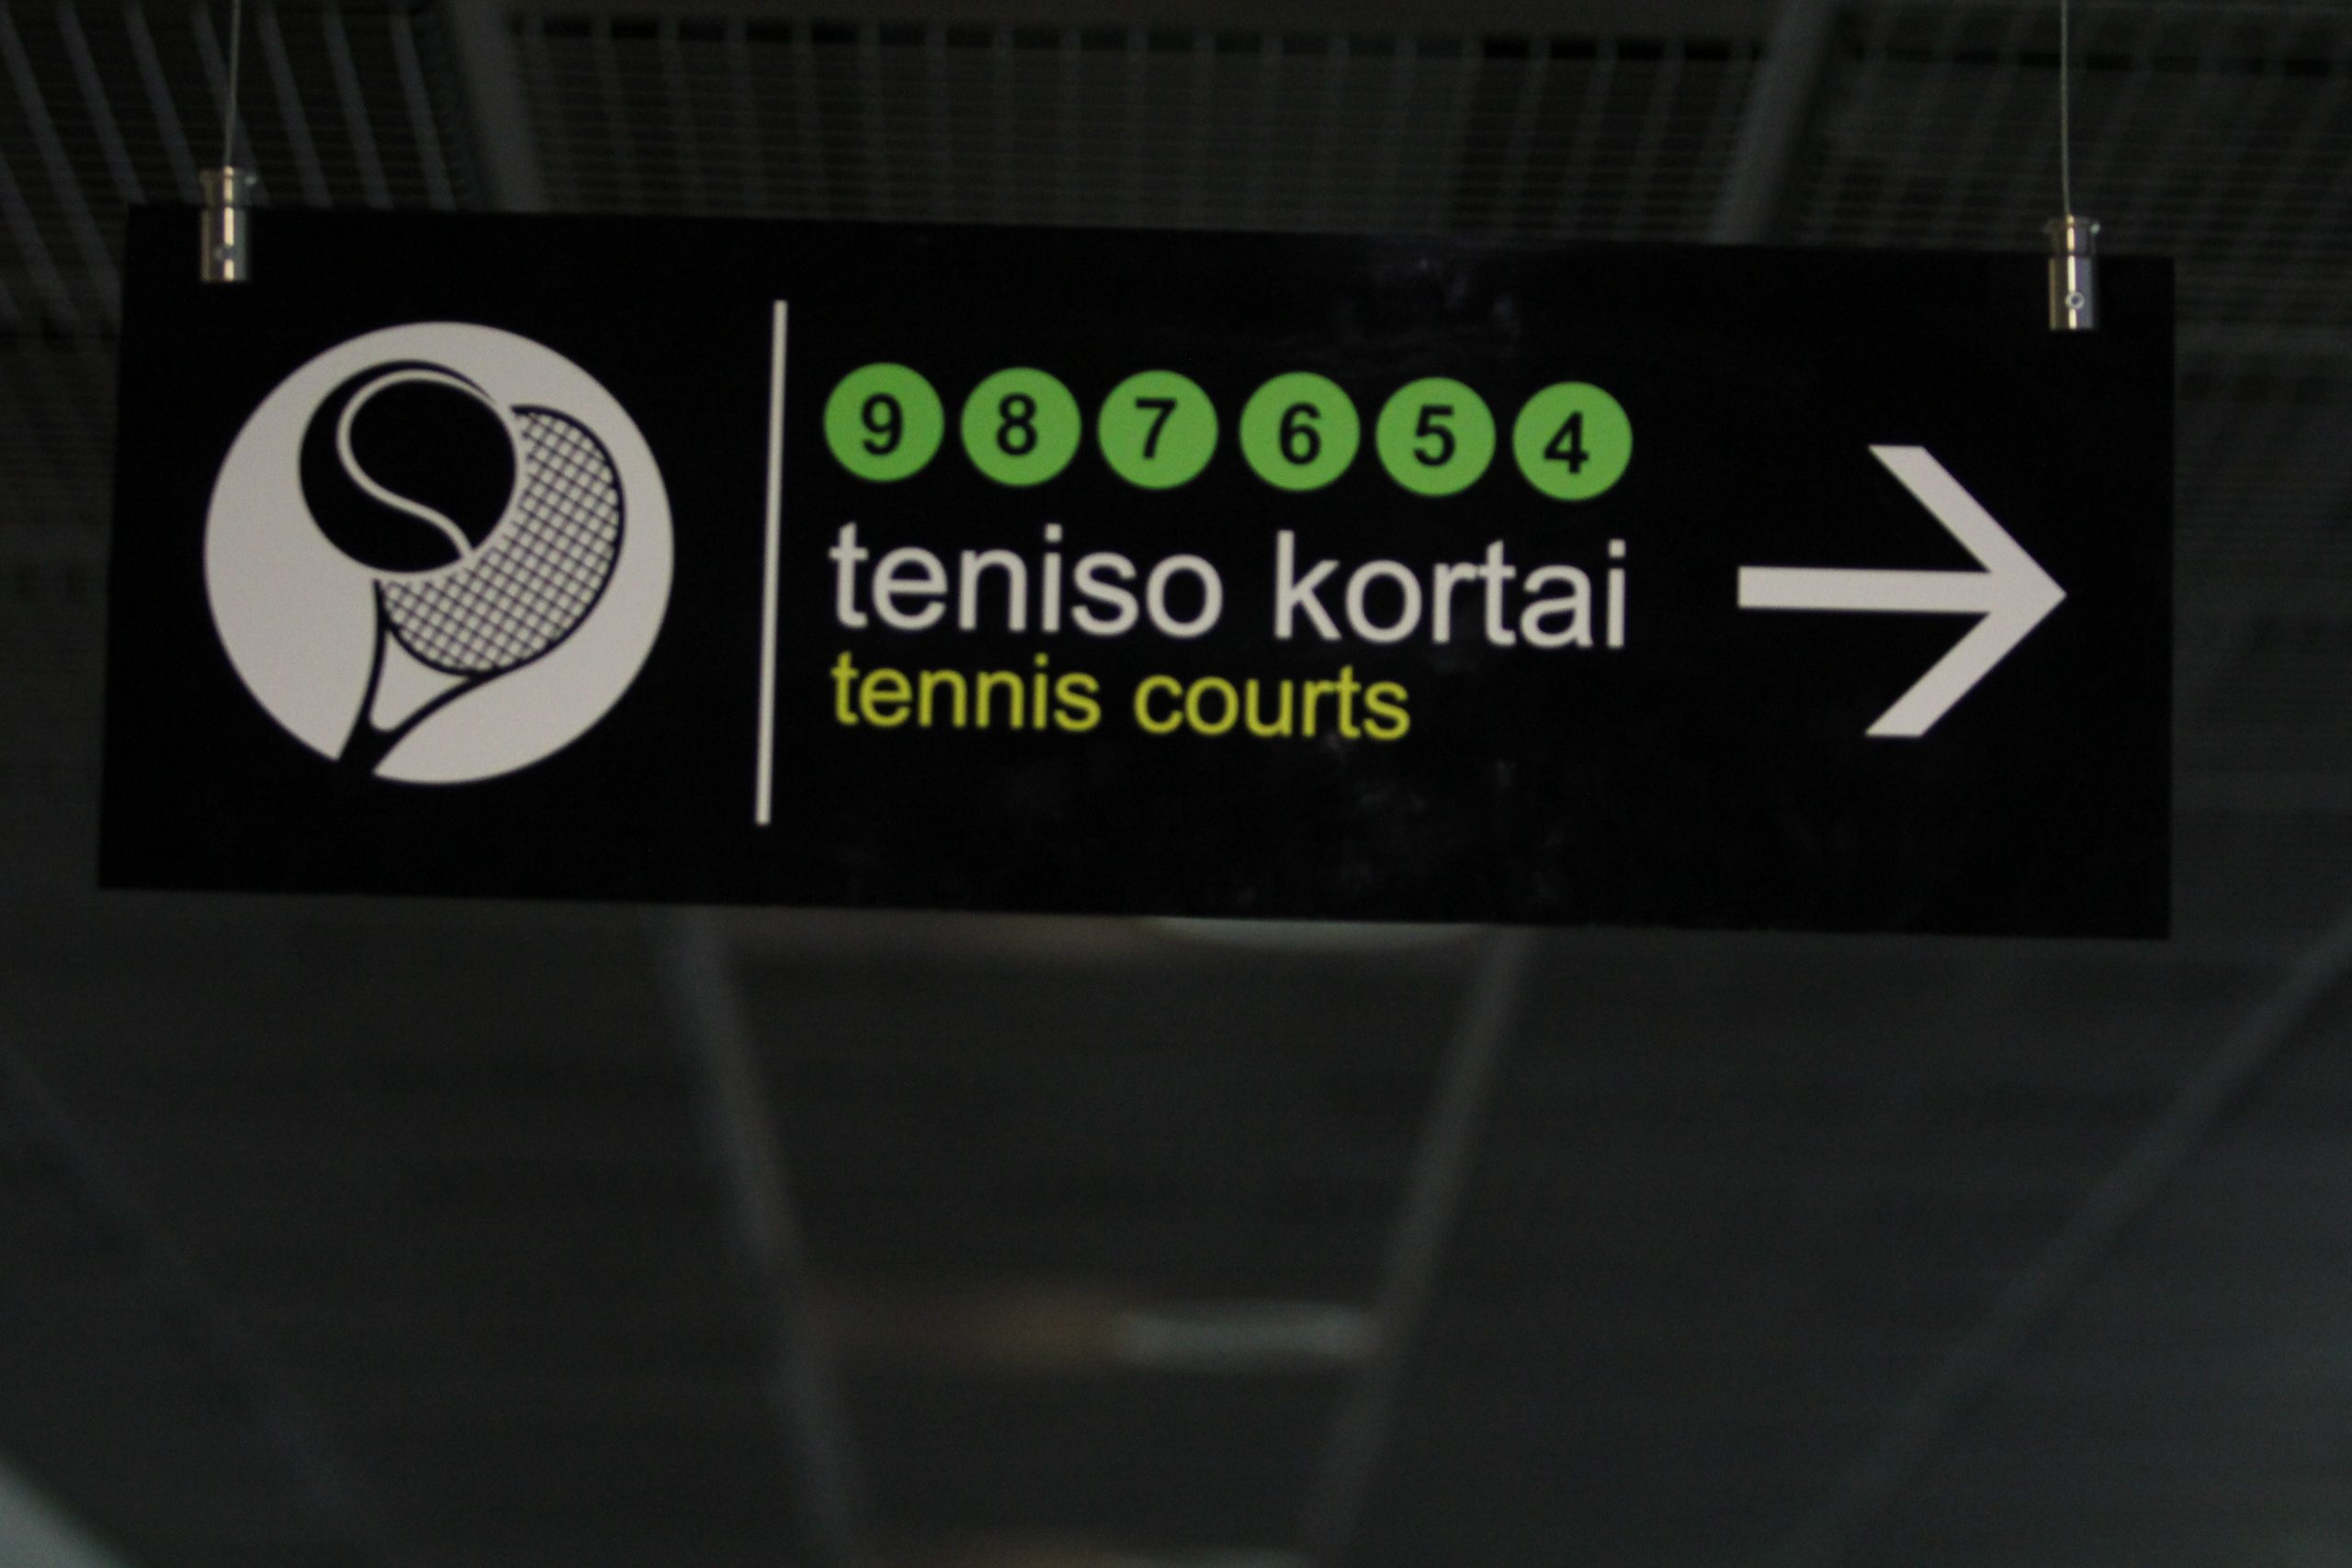 9 8 7 6 5 4
teniso kortai
tennis courts